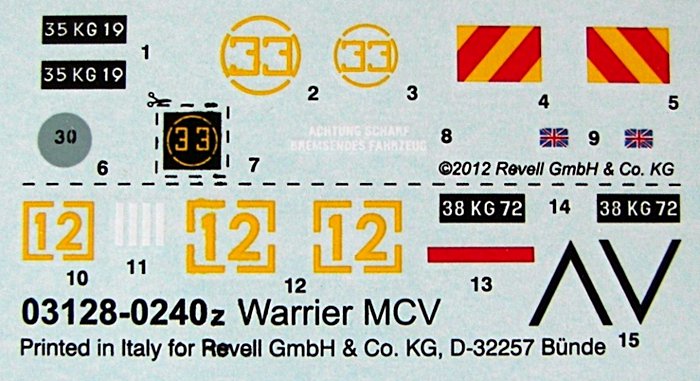 35 KG 19
1
35 KG 19
33
2
33
3
4
5
30
6
33
7
ACHTUNG SCHARF
BREMSENDES FAHRZEUG
8
9
©2012 Revell GmbH & Co. KG
12
10
11
12
12
12
38 KG 72
14
38 KG 72
13
15
03128-0240z Warrier MCV
Printed in Italy for Revell GmbH & Co. KG, D-32257 Bünde